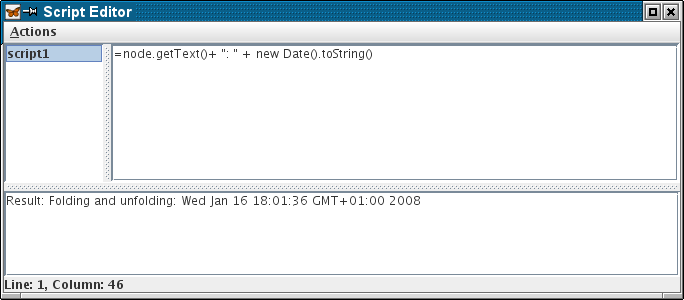 Script Editor
Actions
script1
=node.getText()+ ": " + new Date().toString()
Result: Folding and unfolding: Wed Jan 16 18:01:36 GMT+01:00 2008
Line: 1, Column: 46